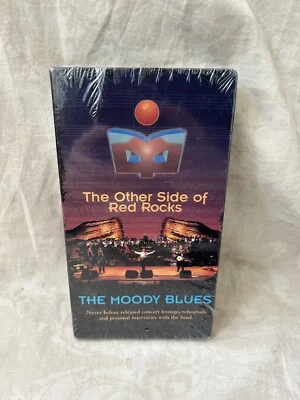 The Other Side of
Red Rocks
THE MOODY BLUES
Never before released concert footage, rehearsals
and personal interviews with the band.